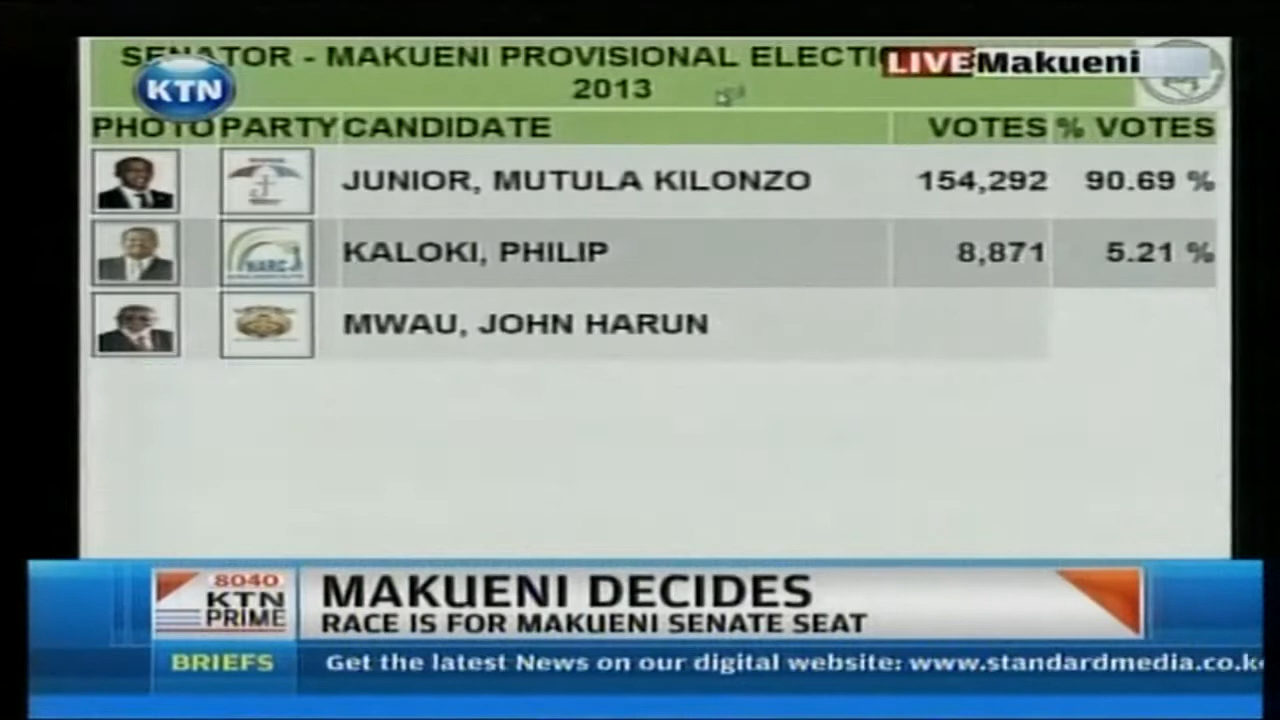 SENATOR - MAKUENI PROVISIONAL ELECTI
2013
LIVE Makueni
KTN
PHOTO PARTY CANDIDATE VOTES % VOTES
JUNIOR, MUTULA KILONZO 154,292 90.69 %
KALOKI, PHILIP 8,871 5.21 %
NARC
MWAU, JOHN HARUN
8040
KTN
PRIME
MAKUENI DECIDES
RACE IS FOR MAKUENI SENATE SEAT
BRIEFS Get the latest News on our digital website: www.standardmedia.co.k